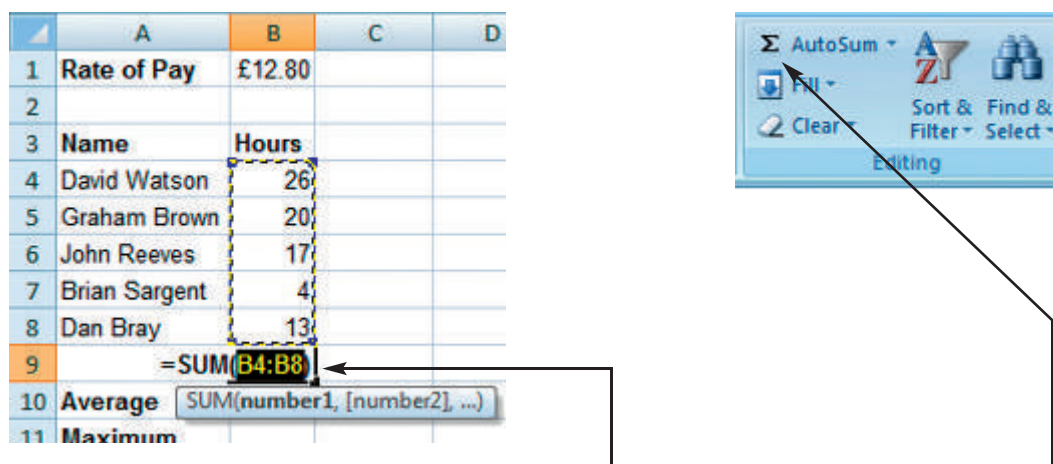 A B C D
1 Rate of Pay £12.80
2
3 Name Hours
4 David Watson 26
5 Graham Brown 20
6 John Reeves 17
7 Brian Sargent 4
8 Dan Bray 13
9 =SUM(B4:B8)
10 Average SUM(number1, [number2], ...)
11 Maximum
Σ AutoSum
Fill
Clear
A
Z
Sort & Filter
Find & Select
Editing